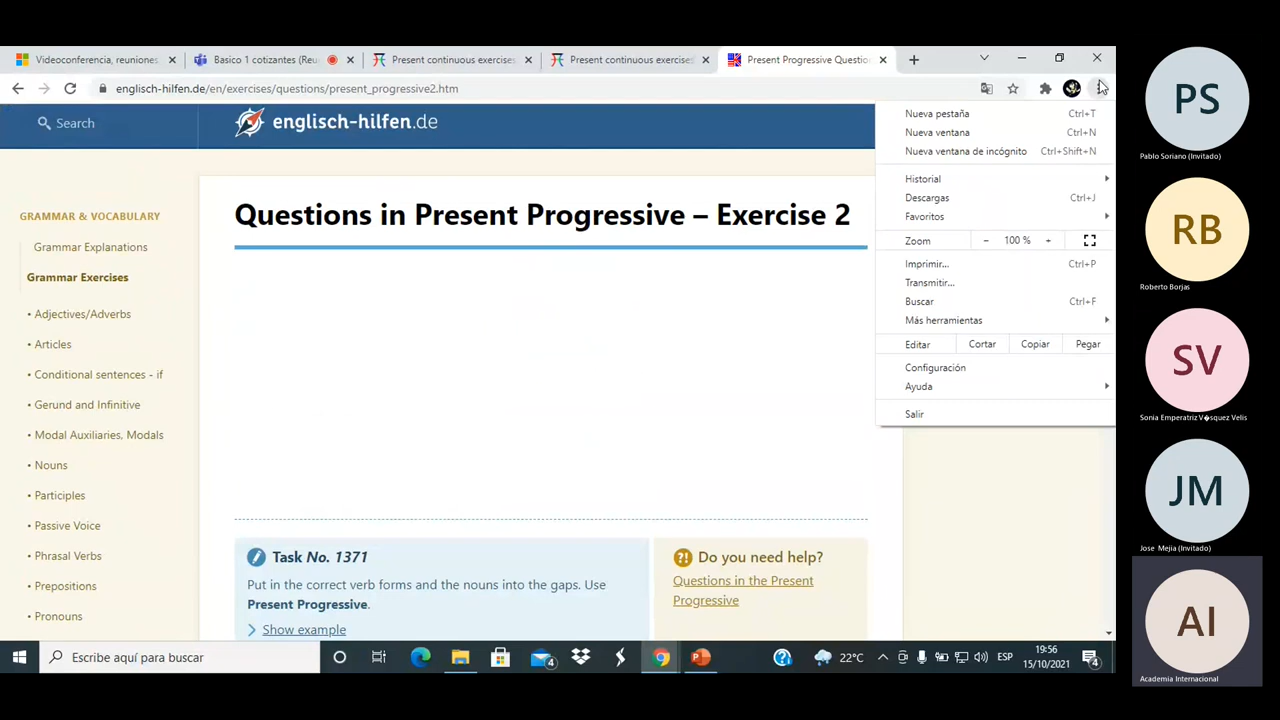 Videoconferencia, reuniones
Basico 1 cotizantes (Reu
Present continuous exercises
Present continuous exercises
Present Progressive Question
englisch-hilfen.de/en/exercises/questions/present_progressive2.htm
Search
englisch-hilfen.de
GRAMMAR & VOCABULARY
Grammar Explanations
Grammar Exercises
• Adjectives/Adverbs
• Articles
• Conditional sentences - if
• Gerund and Infinitive
• Modal Auxiliaries, Modals
• Nouns
• Participles
• Passive Voice
• Phrasal Verbs
• Prepositions
• Pronouns
Questions in Present Progressive – Exercise 2
Task No. 1371
Put in the correct verb forms and the nouns into the gaps. Use
Present Progressive.
Show example
Do you need help?
Questions in the Present
Progressive
Nueva pestaña Ctrl+T
Nueva ventana Ctrl+N
Nueva ventana de incógnito Ctrl+Shift+N
Historial
Descargas Ctrl+J
Favoritos
Zoom - 100 % +
Imprimir... Ctrl+P
Transmitir...
Buscar Ctrl+F
Más herramientas
Editar Cortar Copiar Pegar
Configuración
Ayuda
Salir
PS
Pablo Soriano (Invitado)
RB
Roberto Borjas
SV
Sonia Emperatriz V�squez Velis
JM
Jose Mejia (Invitado)
AI
Academia Internacional
Escribe aquí para buscar
4
22°C
ESP
19:56
15/10/2021
4